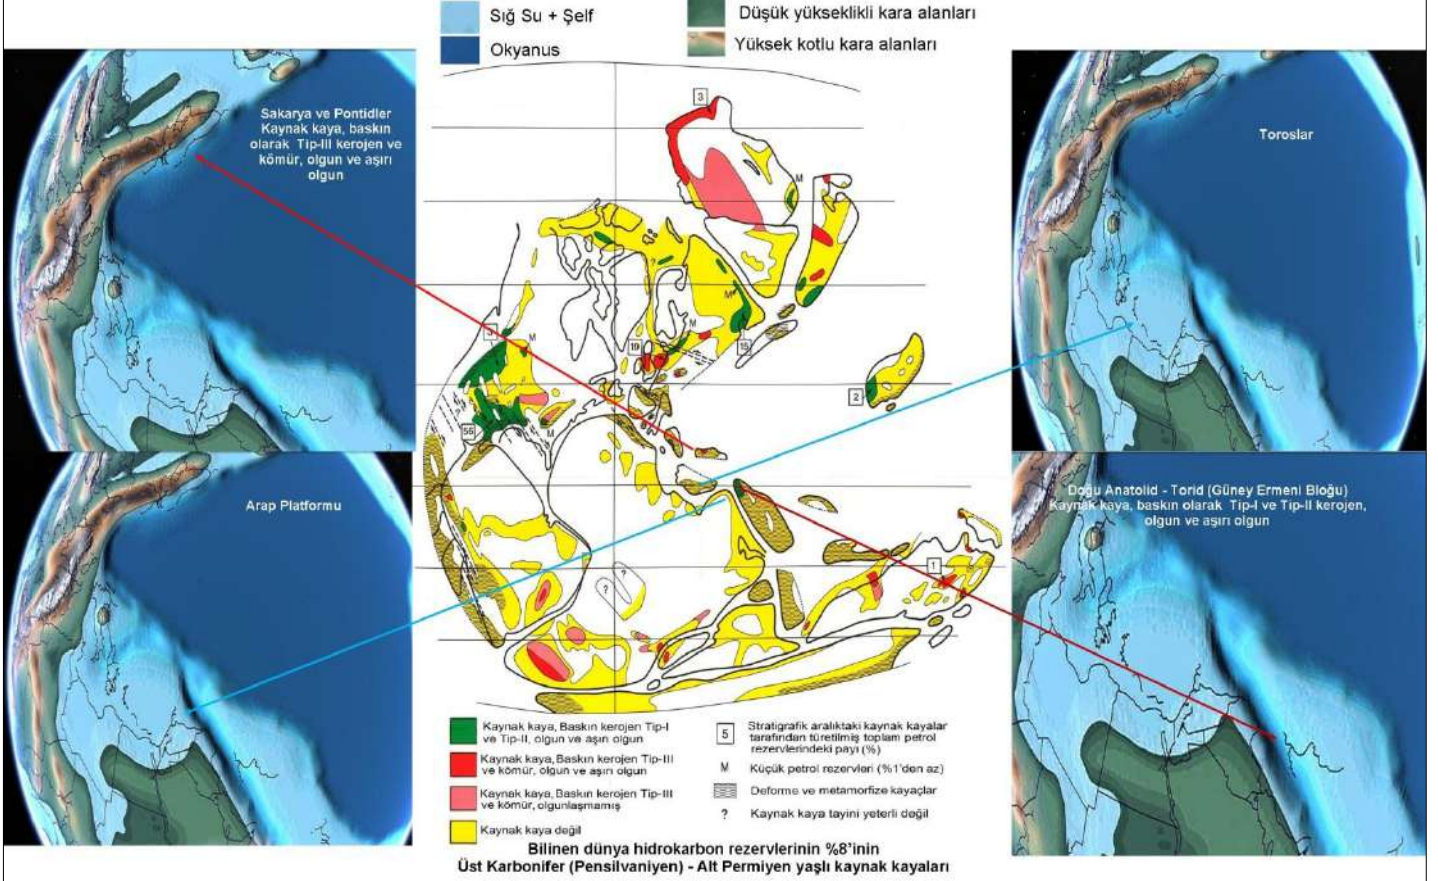 Sığ Su + Şelf
Okyanus
Düşük yükseklikli kara alanları
Yüksek kotlu kara alanları
Sakarya ve Pontidler
Kaynak kaya, baskın
olarak Tip-III kerojen ve
kömür, olgun ve aşırı
olgun
Toroslar
Arap Platformu
Doğu Anatolid - Torid (Güney Ermeni Bloğu)
Kaynak kaya, baskın olarak Tip-I ve Tip-II kerojen,
olgun ve aşırı olgun
3
M
?
M
M
3
M
19
15
2
56
M
?
?
1
Kaynak kaya, Baskın kerojen Tip-I
ve Tip-II, olgun ve aşırı olgun
Kaynak kaya, Baskın kerojen Tip-III
ve kömür, olgun ve aşırı olgun
Kaynak kaya, Baskın kerojen Tip-III
ve kömür, olgunlaşmamış
Kaynak kaya değil
5 Stratigrafik aralıktaki kaynak kayalar
tarafından türetilmiş toplam petrol
rezervlerindeki payı (%)
M Küçük petrol rezervleri (%1'den az)
Deforme ve metamorfize kayaçlar
? Kaynak kaya tayini yeterli değil
Bilinen dünya hidrokarbon rezervlerinin %8'inin
Üst Karbonifer (Pensilvaniyen) - Alt Permiyen yaşlı kaynak kayaları